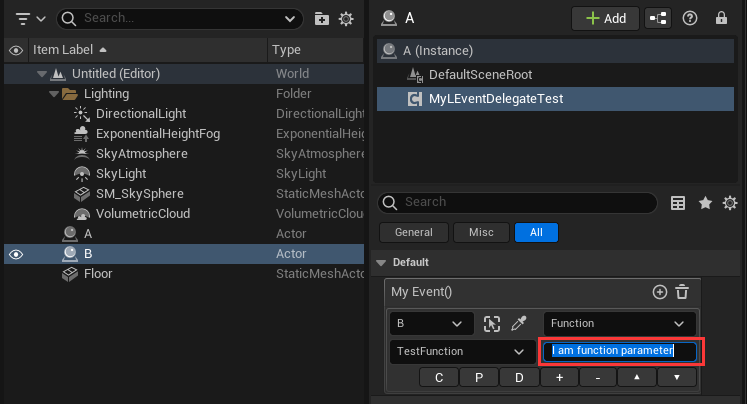 Search...
Item Label
Type
Untitled (Editor)
World
Lighting
Folder
DirectionalLight
DirectionalLight
ExponentialHeightFog
ExponentialHeig
SkyAtmosphere
SkyAtmosphere
SkyLight
SkyLight
SM_SkySphere
StaticMeshActo
VolumetricCloud
VolumetricCloud
A
Actor
B
Actor
Floor
StaticMeshActo
A
Add
A (Instance)
DefaultSceneRoot
MyLEventDelegateTest
Search
General
Misc
All
Default
My Event()
B
Function
TestFunction
I am function parameter
C P D + -